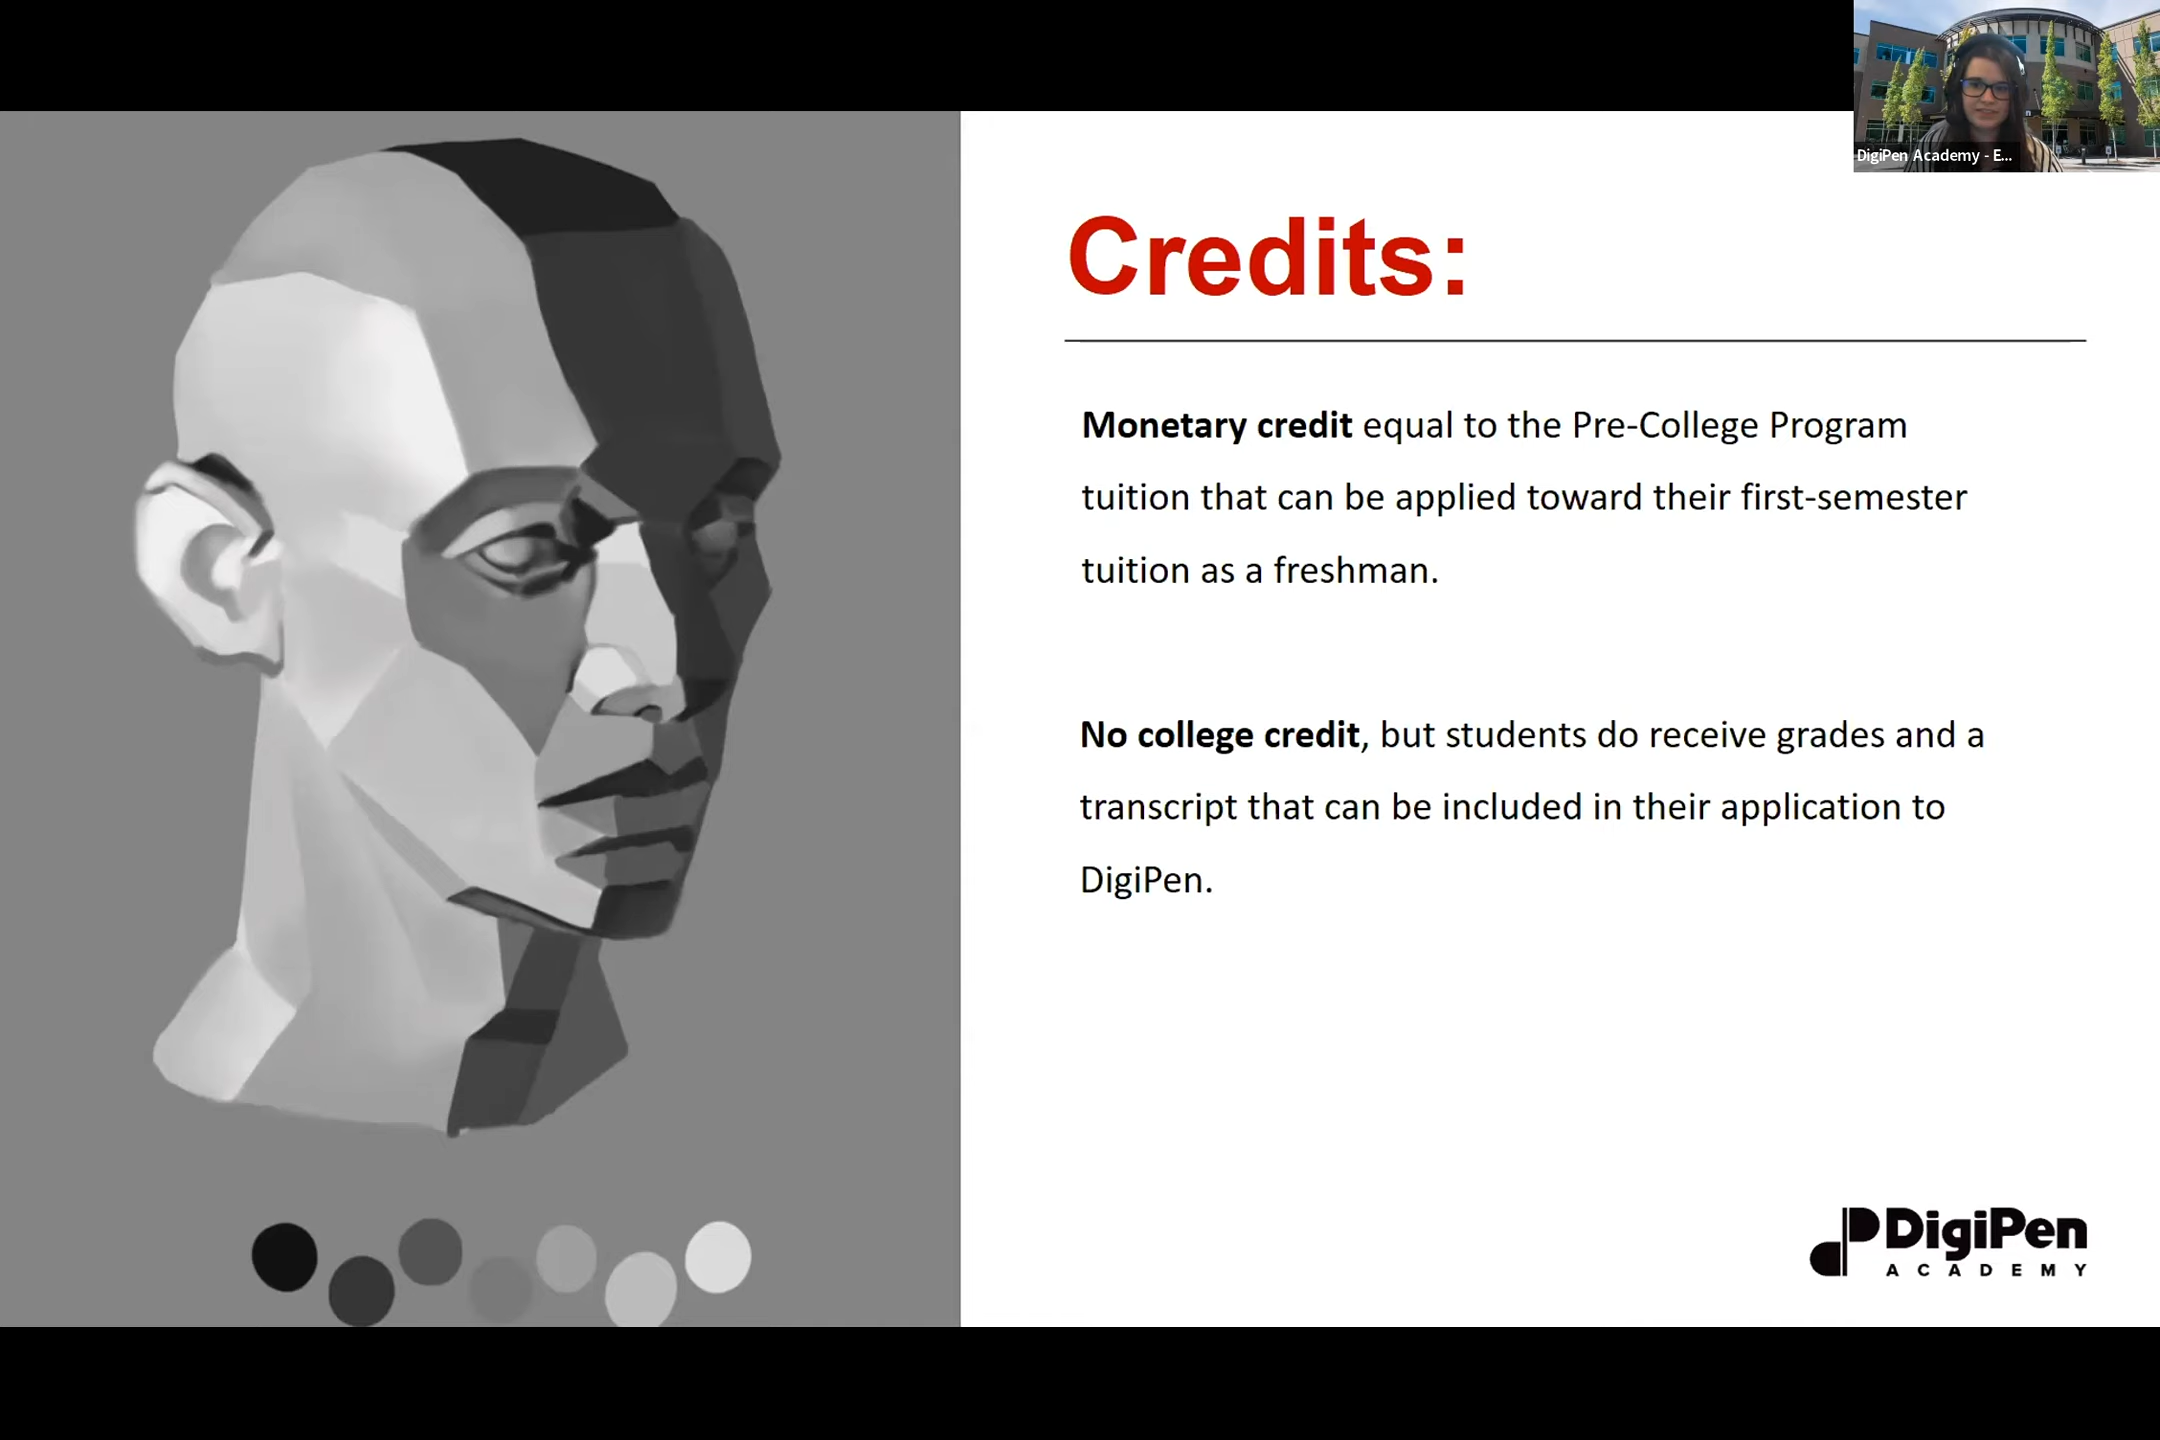 DigiPen Academy - E...
Credits:
Monetary credit equal to the Pre-College Program
tuition that can be applied toward their first-semester
tuition as a freshman.
No college credit, but students do receive grades and a
transcript that can be included in their application to
DigiPen.
DigiPen
ACADEMY